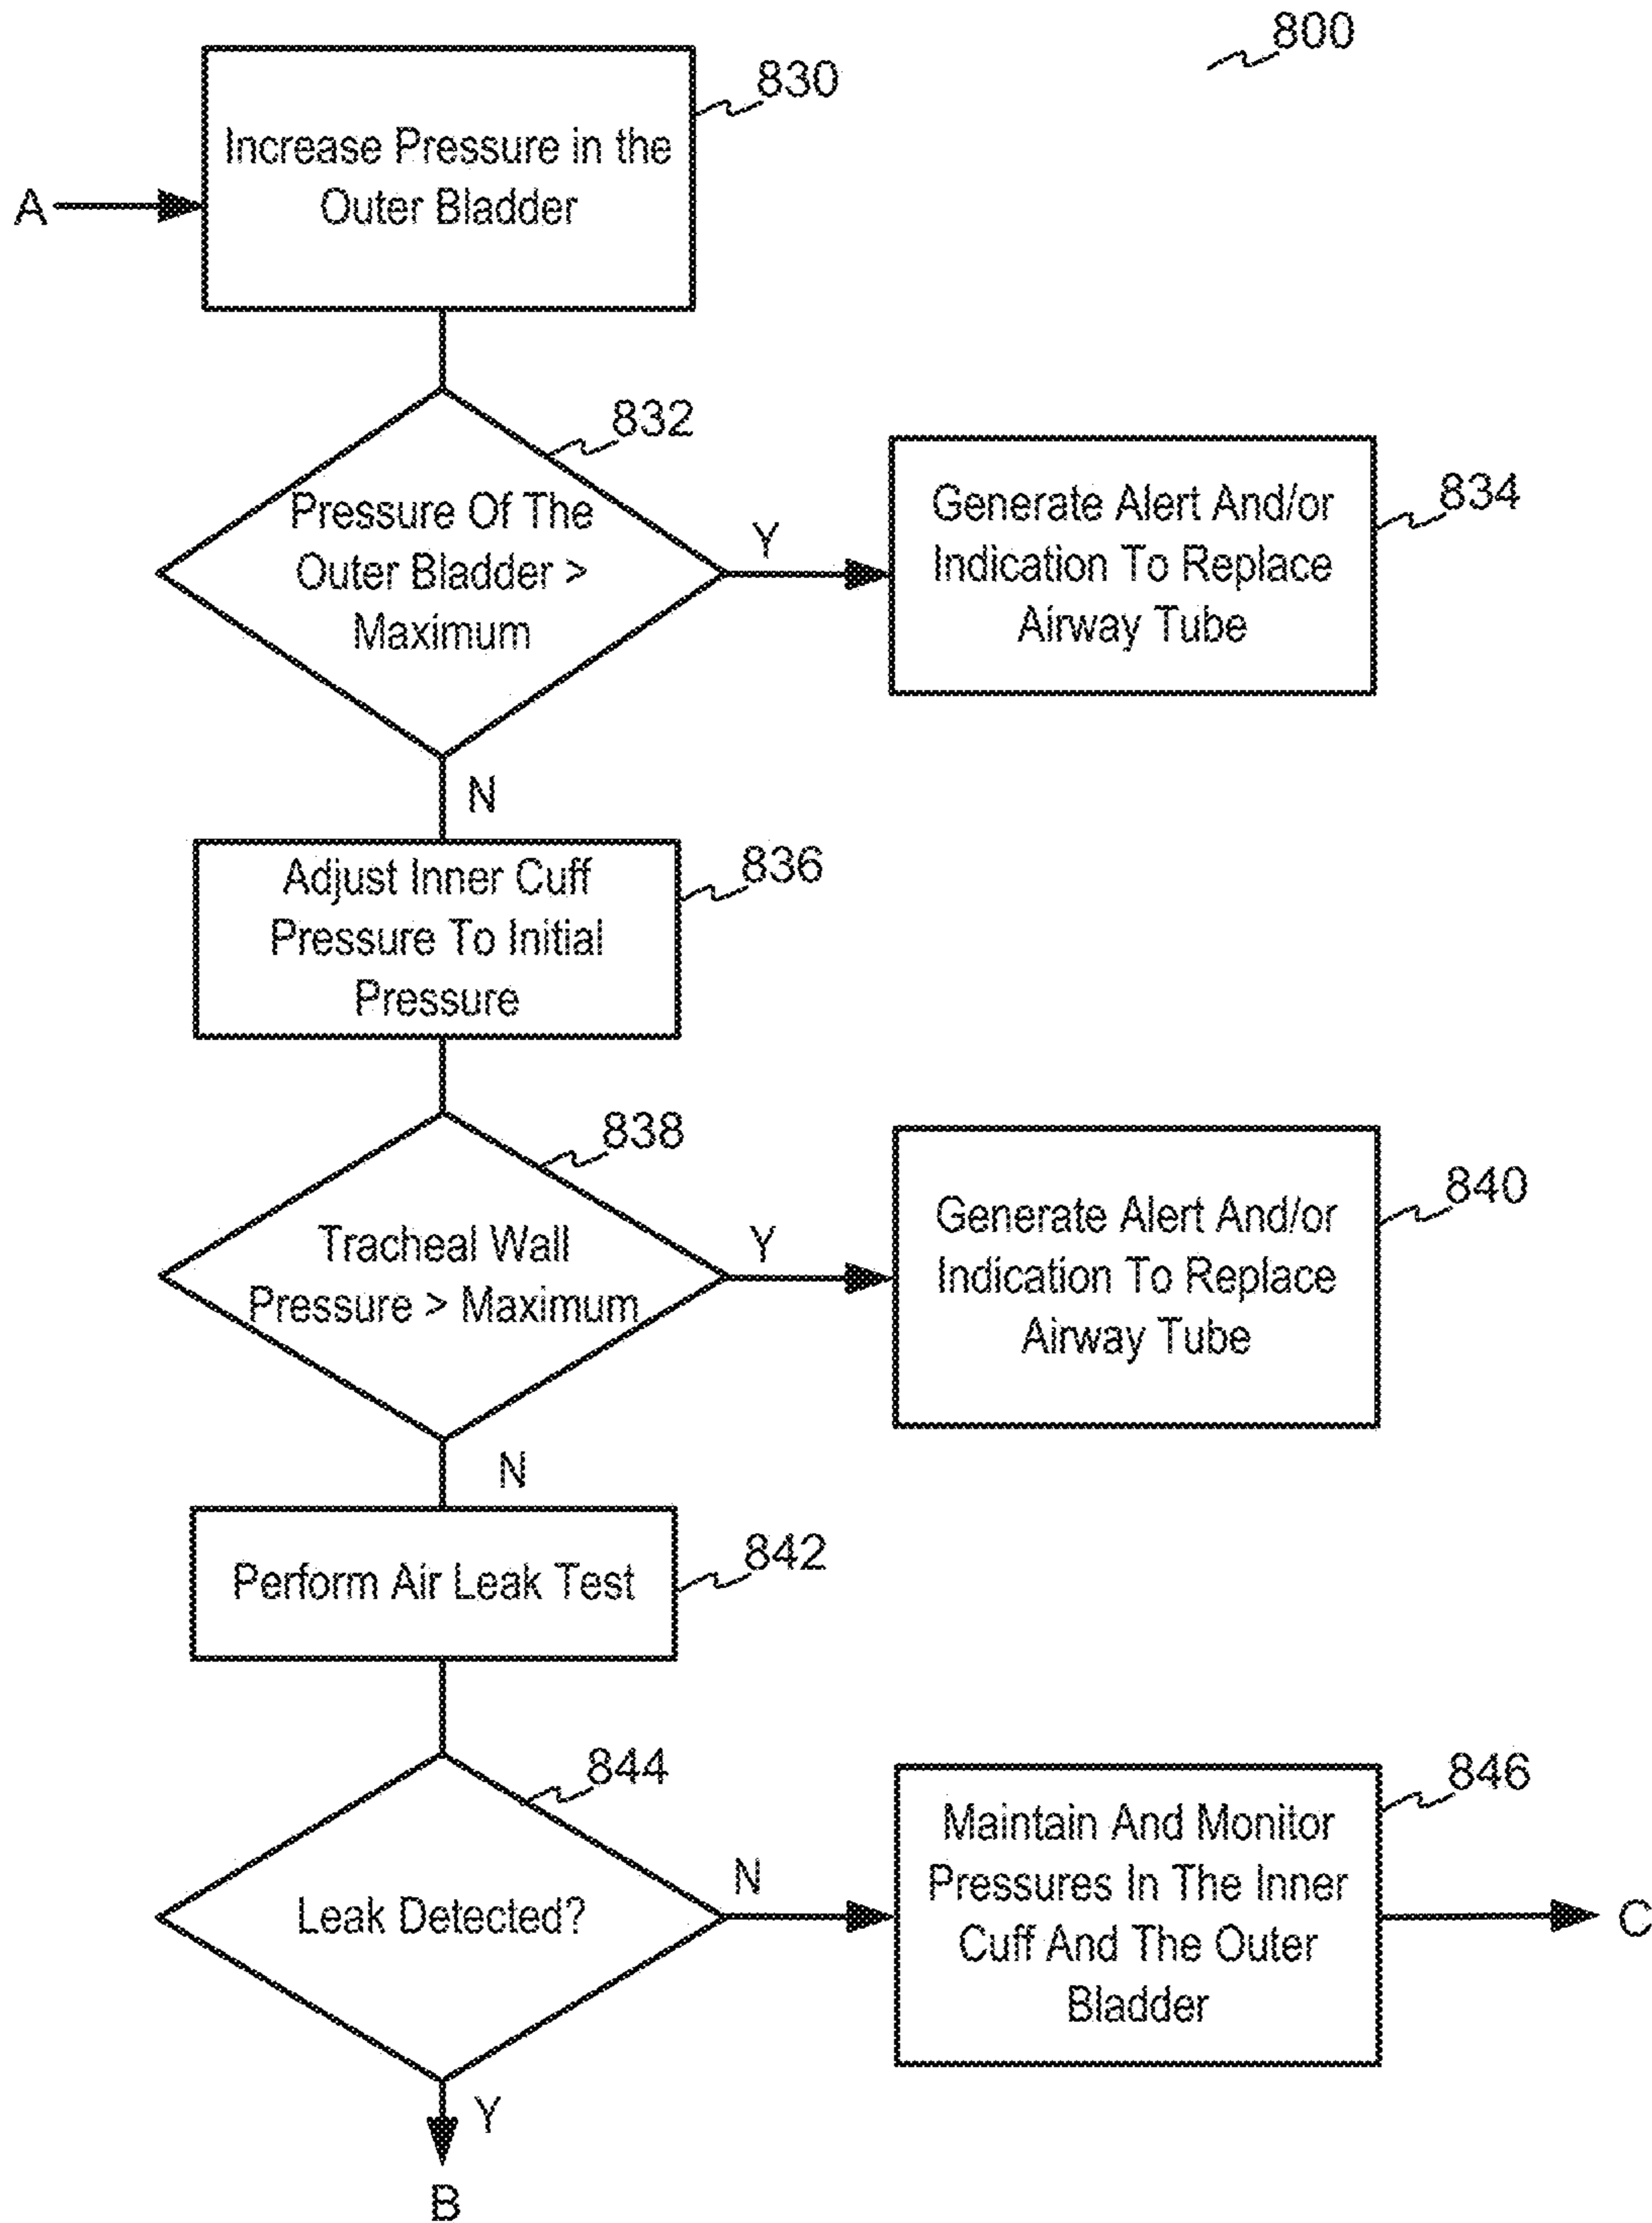 800
830
Increase Pressure in the
Outer Bladder
A
832
Pressure Of The
Outer Bladder >
Maximum
Y
834
Generate Alert And/or
Indication To Replace
Airway Tube
N
836
Adjust Inner Cuff
Pressure To Initial
Pressure
838
Tracheal Wall
Pressure > Maximum
Y
840
Generate Alert And/or
Indication To Replace
Airway Tube
N
842
Perform Air Leak Test
844
Leak Detected?
N
846
Maintain And Monitor
Pressures In The Inner
Cuff And The Outer
Bladder
C
Y
B